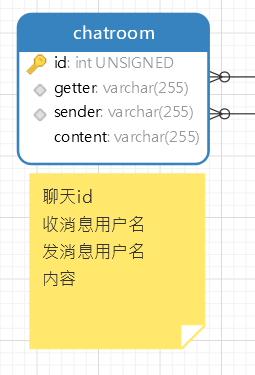 chatroom
id: int UNSIGNED
getter: varchar(255)
sender: varchar(255)
content: varchar(255)
聊天id
收消息用户名
发消息用户名
内容